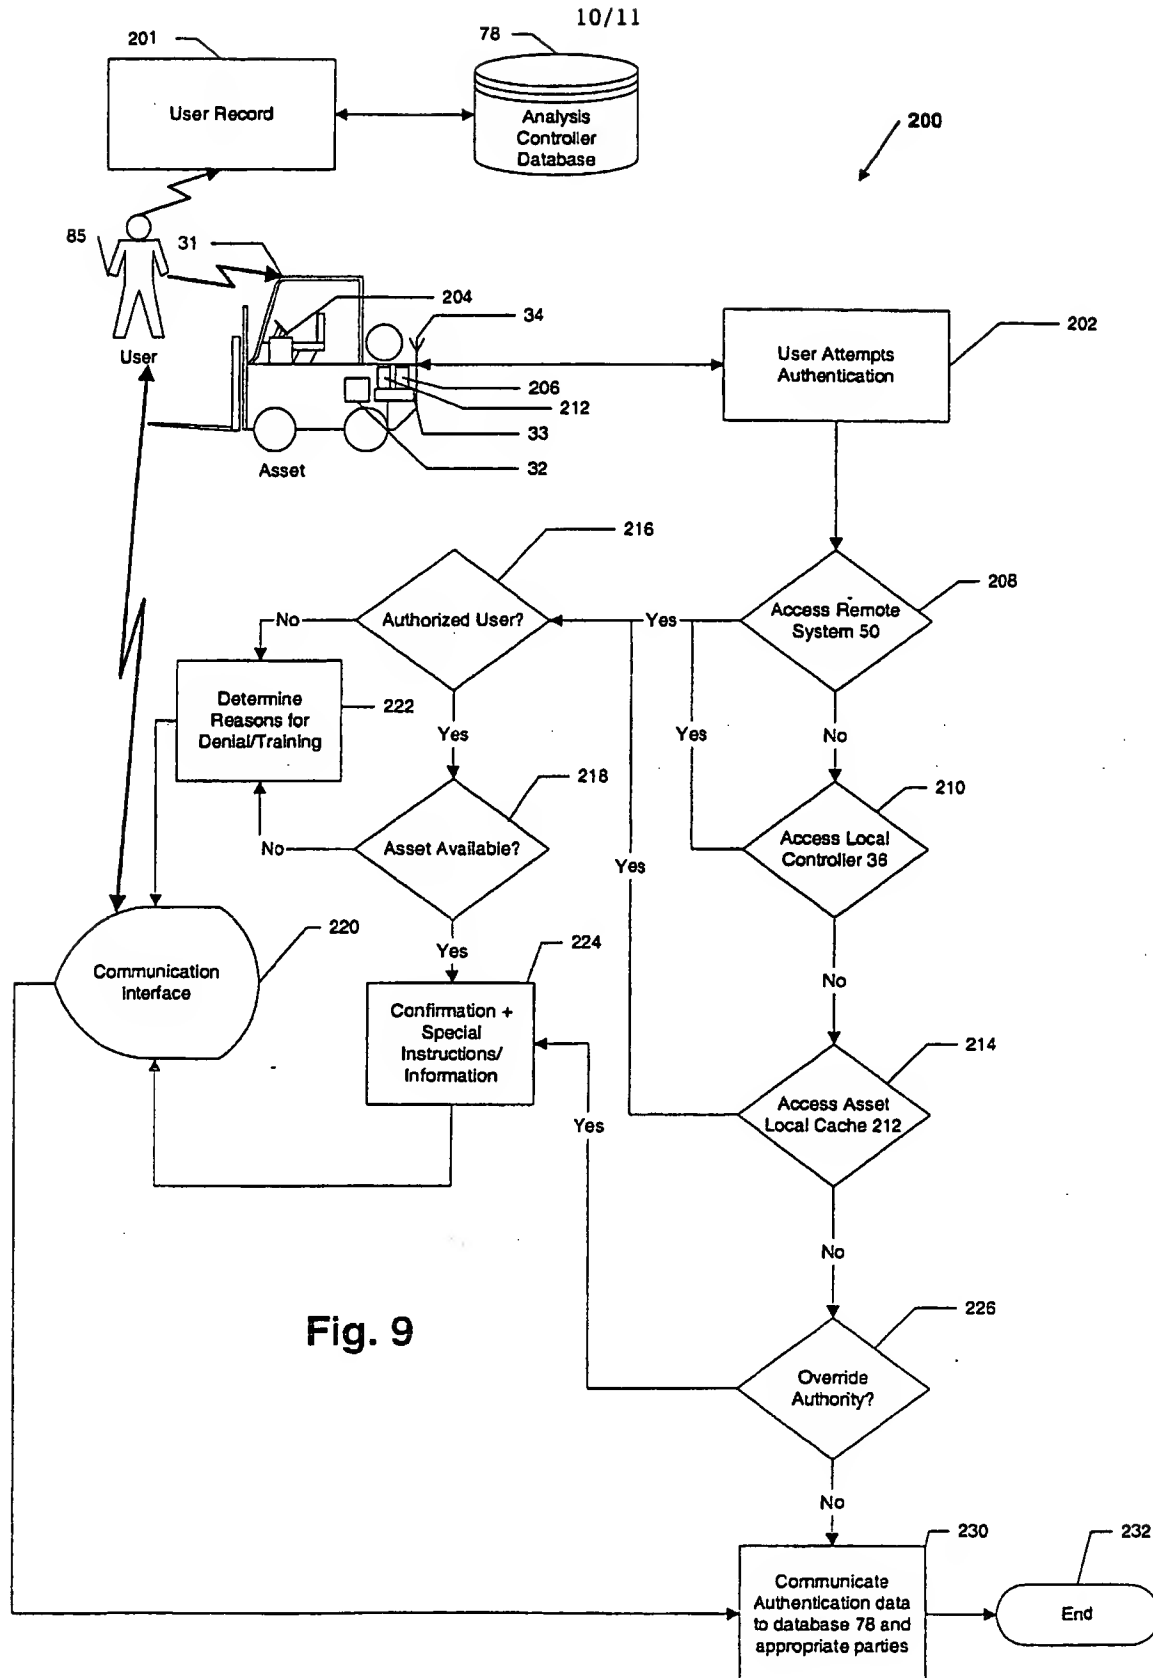 10/11
201
78
User Record
Analysis
Controller
Database
200
85
31
204
34
202
User
User Attempts
Authentication
206
212
33
32
Asset
216
208
Authorized User?
No
Yes
Access Remote
System 50
Determine
Reasons for
Denial/Training
222
Yes
Yes
No
218
210
Asset Available?
No
Yes
Access Local
Controller 38
220
Yes
224
No
Communication
Interface
Confirmation +
Special
Instructions/
Information
214
Access Asset
Local Cache 212
Yes
No
Fig. 9
226
Override
Authority?
No
230
232
Communicate
Authentication data
to database 78 and
appropriate parties
End